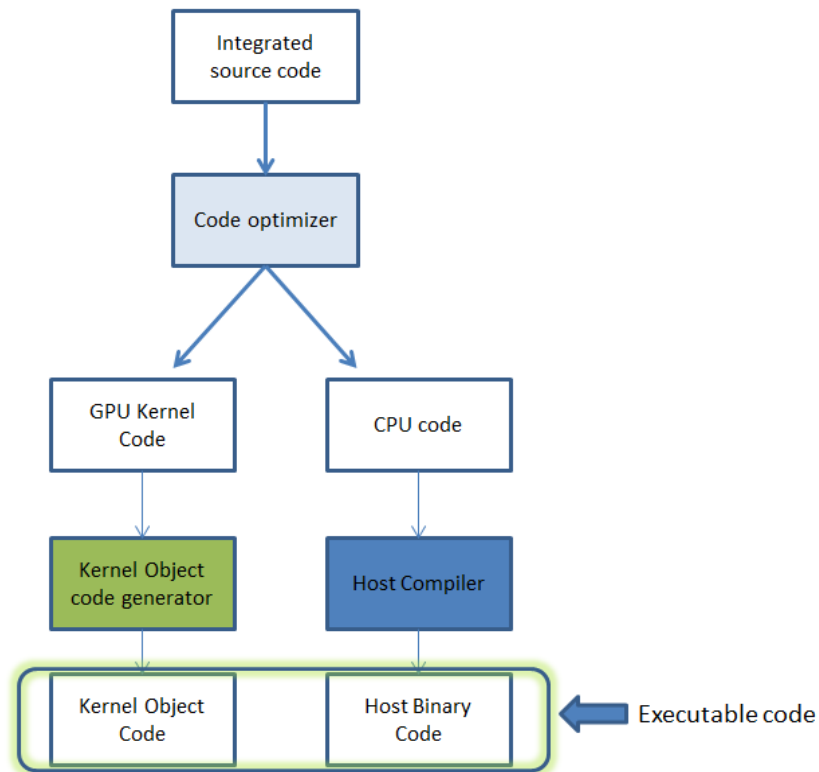 Integrated
source code
Code optimizer
GPU Kernel
Code
CPU code
Kernel Object
code generator
Host Compiler
Kernel Object
Code
Host Binary
Code
Executable code